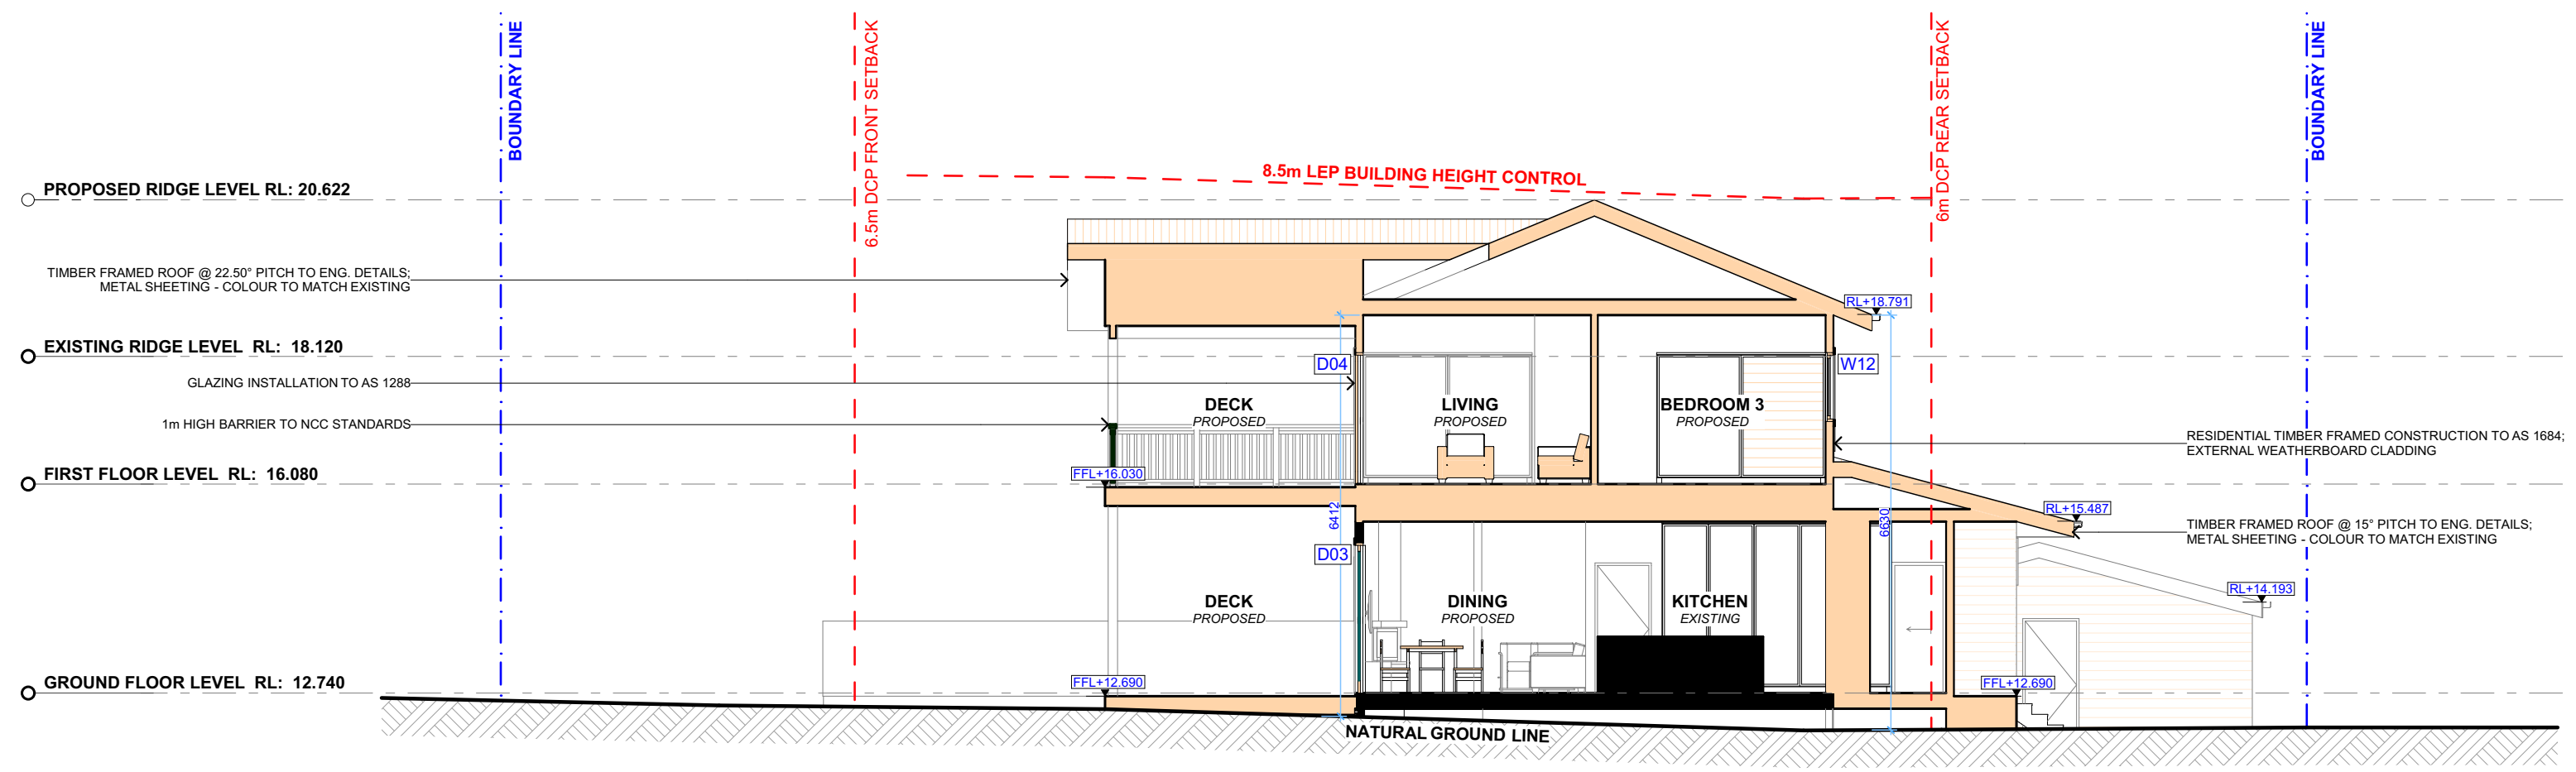 BOUNDARY LINE
6.5m DCP FRONT SETBACK
6m DCP REAR SETBACK
BOUNDARY LINE
8.5m LEP BUILDING HEIGHT CONTROL
PROPOSED RIDGE LEVEL RL: 20.622
TIMBER FRAMED ROOF @ 22.50° PITCH TO ENG. DETAILS;
METAL SHEETING - COLOUR TO MATCH EXISTING
RL+18.791
EXISTING RIDGE LEVEL RL: 18.120
D04
W12
GLAZING INSTALLATION TO AS 1288
DECK
PROPOSED
LIVING
PROPOSED
BEDROOM 3
PROPOSED
1m HIGH BARRIER TO NCC STANDARDS
RESIDENTIAL TIMBER FRAMED CONSTRUCTION TO AS 1684;
EXTERNAL WEATHERBOARD CLADDING
FIRST FLOOR LEVEL RL: 16.080
FFL+16.030
6412
6630
RL+15.487
TIMBER FRAMED ROOF @ 15° PITCH TO ENG. DETAILS;
METAL SHEETING - COLOUR TO MATCH EXISTING
D03
RL+14.193
DECK
PROPOSED
DINING
PROPOSED
KITCHEN
EXISTING
GROUND FLOOR LEVEL RL: 12.740
FFL+12.690
FFL+12.690
NATURAL GROUND LINE